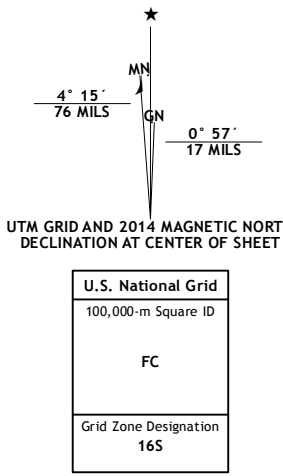 MN
GN
4° 15´
76 MILS
0° 57´
17 MILS
UTM GRID AND 2014 MAGNETIC NORT
DECLINATION AT CENTER OF SHEET
U.S. National Grid
100,000-m Square ID
FC
Grid Zone Designation
16S